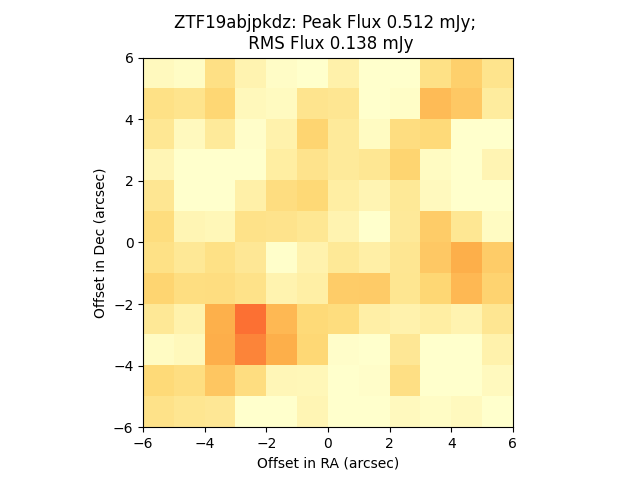 ZTF19abjpkdz: Peak Flux 0.512 mJy;
RMS Flux 0.138 mJy
6
4
2
0
−2
−4
−6
Offset in Dec (arcsec)
−6 −4 −2 0 2 4 6
Offset in RA (arcsec)